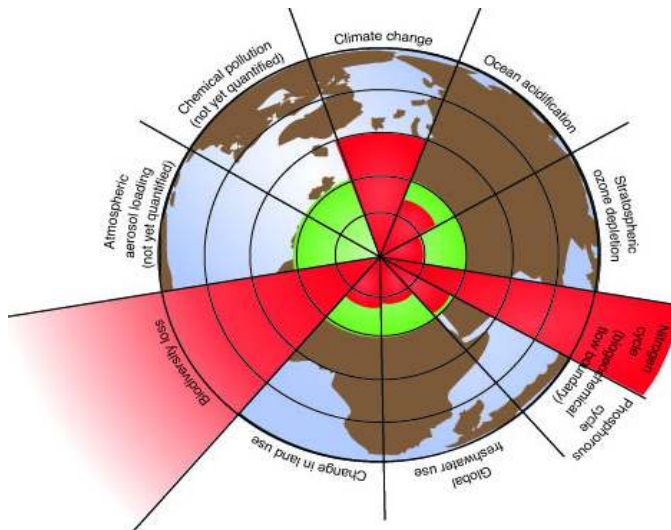 Climate change
Ocean acidification
Stratospheric
ozone depletion
Nitrogen
cycle
(biogeochemical
flow boundary)
Phosphorous
cycle
Global
freshwater use
Change in land use
Biodiversity loss
Atmospheric
aerosol loading
(not yet quantified)
Chemical pollution
(not yet quantified)